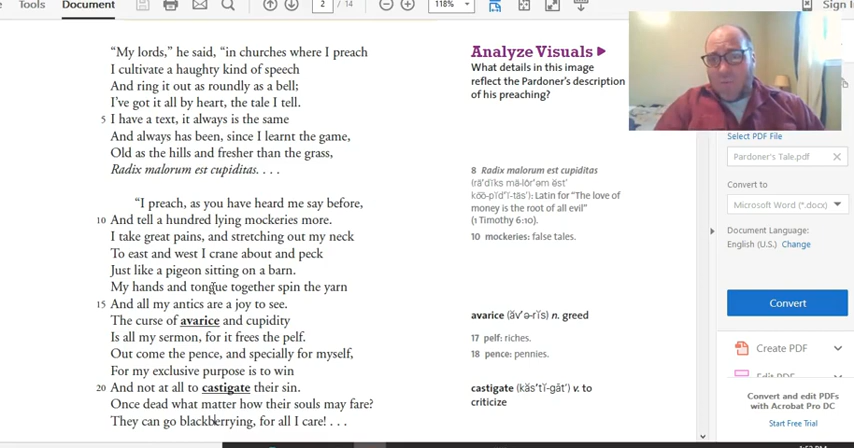 Tools Document 2 / 14 118% Sign In
“My lords,” he said, “in churches where I preach
I cultivate a haughty kind of speech
And ring it out as roundly as a bell;
I’ve got it all by heart, the tale I tell.
5 I have a text, it always is the same
And always has been, since I learnt the game,
Old as the hills and fresher than the grass,
Radix malorum est cupiditas. . . .
“I preach, as you have heard me say before,
10 And tell a hundred lying mockeries more.
I take great pains, and stretching out my neck
To east and west I crane about and peck
Just like a pigeon sitting on a barn.
My hands and tongue together spin the yarn
15 And all my antics are a joy to see.
The curse of avarice and cupidity
Is all my sermon, for it frees the pelf.
Out come the pence, and specially for myself,
For my exclusive purpose is to win
20 And not at all to castigate their sin.
Once dead what matter how their souls may fare?
They can go blackberrying, for all I care! . . .
Analyze Visuals
What details in this image
reflect the Pardoner’s description
of his preaching?
8 Radix malorum est cupiditas
Latin for “The love of
money is the root of all evil”
(1 Timothy 6:10).
10 mockeries: false tales.
avarice (ăvʹə-rĭs) n. greed
17 pelf: riches.
18 pence: pennies.
castigate (kăsʹtĭ-gātʹ) v. to
criticize
Select PDF File
Pardoner's Tale.pdf
Convert to
Microsoft Word (*.docx)
Document Language:
English (U.S.) Change
Convert
Create PDF
Edit PDF
Convert and edit PDFs
with Acrobat Pro DC
Start Free Trial